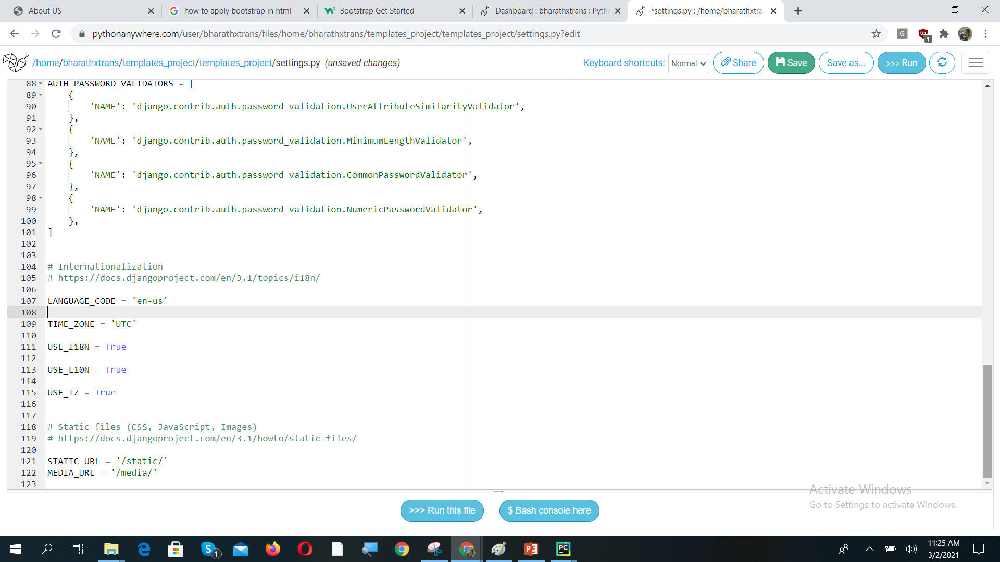 About US
how to apply bootstrap in html -
Bootstrap Get Started
Dashboard : bharathxtrans : Pyth
*settings.py : /home/bharathxtra
pythonanywhere.com/user/bharathxtrans/files/home/bharathxtrans/templates_project/templates_project/settings.py?edit
1
/home/bharathxtrans/templates_project/templates_project/settings.py (unsaved changes)
Keyboard shortcuts: Normal Share Save Save as... >>> Run
88 AUTH_PASSWORD_VALIDATORS = [
89 {
90 'NAME': 'django.contrib.auth.password_validation.UserAttributeSimilarityValidator',
91 },
92 {
93 'NAME': 'django.contrib.auth.password_validation.MinimumLengthValidator',
94 },
95 {
96 'NAME': 'django.contrib.auth.password_validation.CommonPasswordValidator',
97 },
98 {
99 'NAME': 'django.contrib.auth.password_validation.NumericPasswordValidator',
100 },
101 ]
102
103
104 # Internationalization
105 # https://docs.djangoproject.com/en/3.1/topics/i18n/
106
107 LANGUAGE_CODE = 'en-us'
108
109 TIME_ZONE = 'UTC'
110
111 USE_I18N = True
112
113 USE_L10N = True
114
115 USE_TZ = True
116
117
118 # Static files (CSS, JavaScript, Images)
119 # https://docs.djangoproject.com/en/3.1/howto/static-files/
120
121 STATIC_URL = '/static/'
122 MEDIA_URL = '/media/'
123
Activate Windows
Go to Settings to activate Windows.
>>> Run this file
$ Bash console here
11:25 AM
3/2/2021